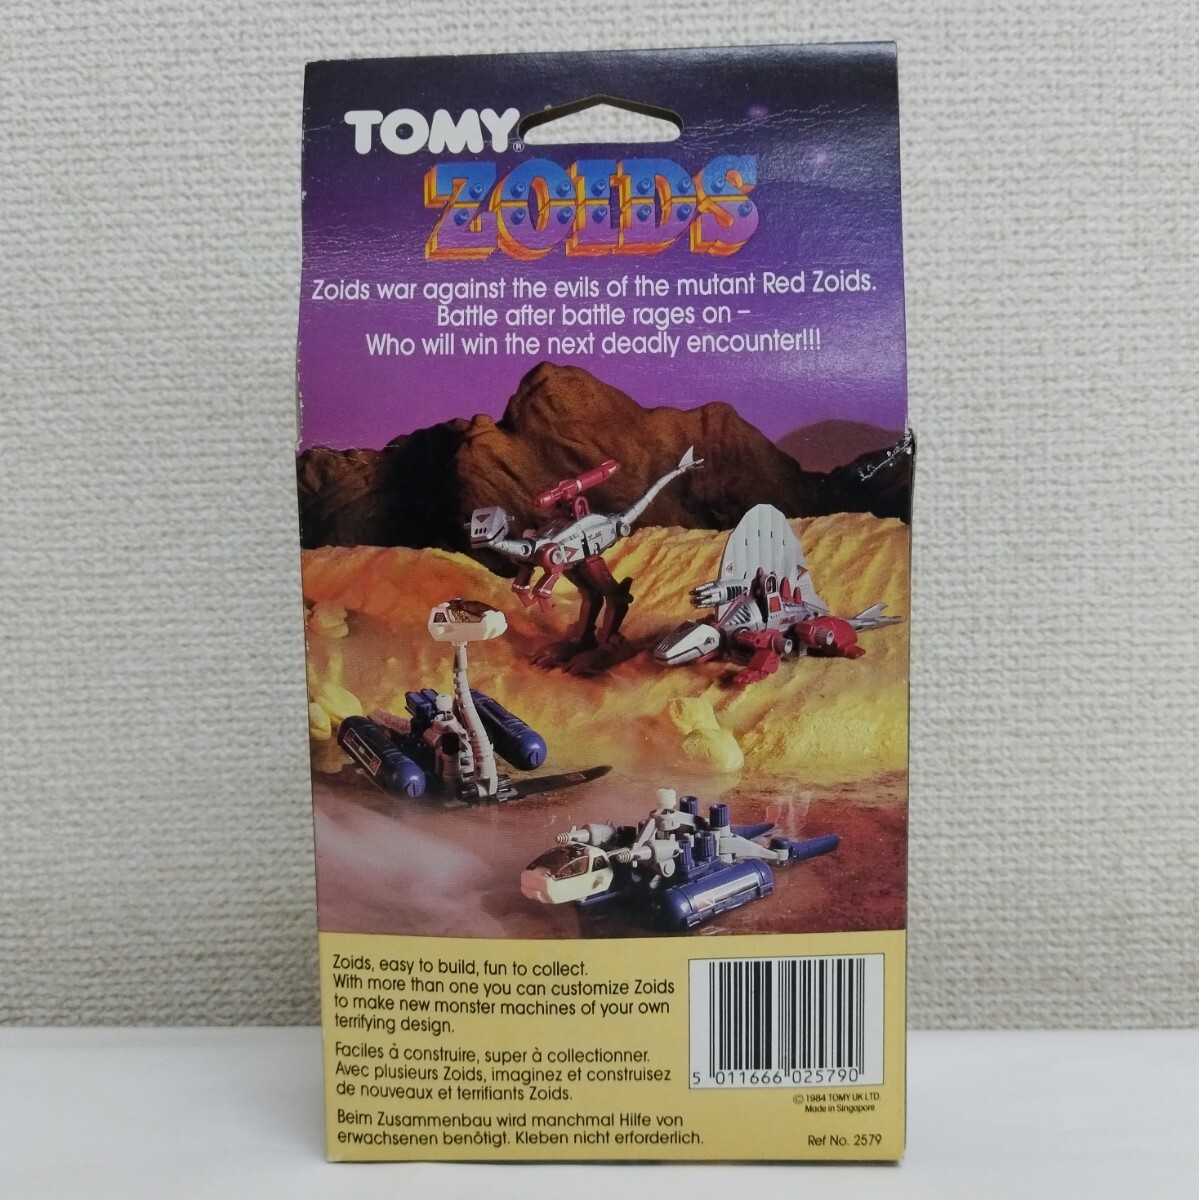 TOMY®
ZOIDS
Zoids war against the evils of the mutant Red Zoids.
Battle after battle rages on –
Who will win the next deadly encounter!!!
Zoids, easy to build, fun to collect.
With more than one you can customize Zoids
to make new monster machines of your own
terrifying design.
Faciles à construire, super à collectionner.
Avec plusieurs Zoids, imaginez et construisez
de nouveaux et terrifiants Zoids.
Beim Zusammenbau wird manchmal Hilfe von
erwachsenen benötigt. Kleben nicht erforderlich.
5 011666 025790
© 1984 TOMY UK LTD.
Made in Singapore
Ref No. 2579